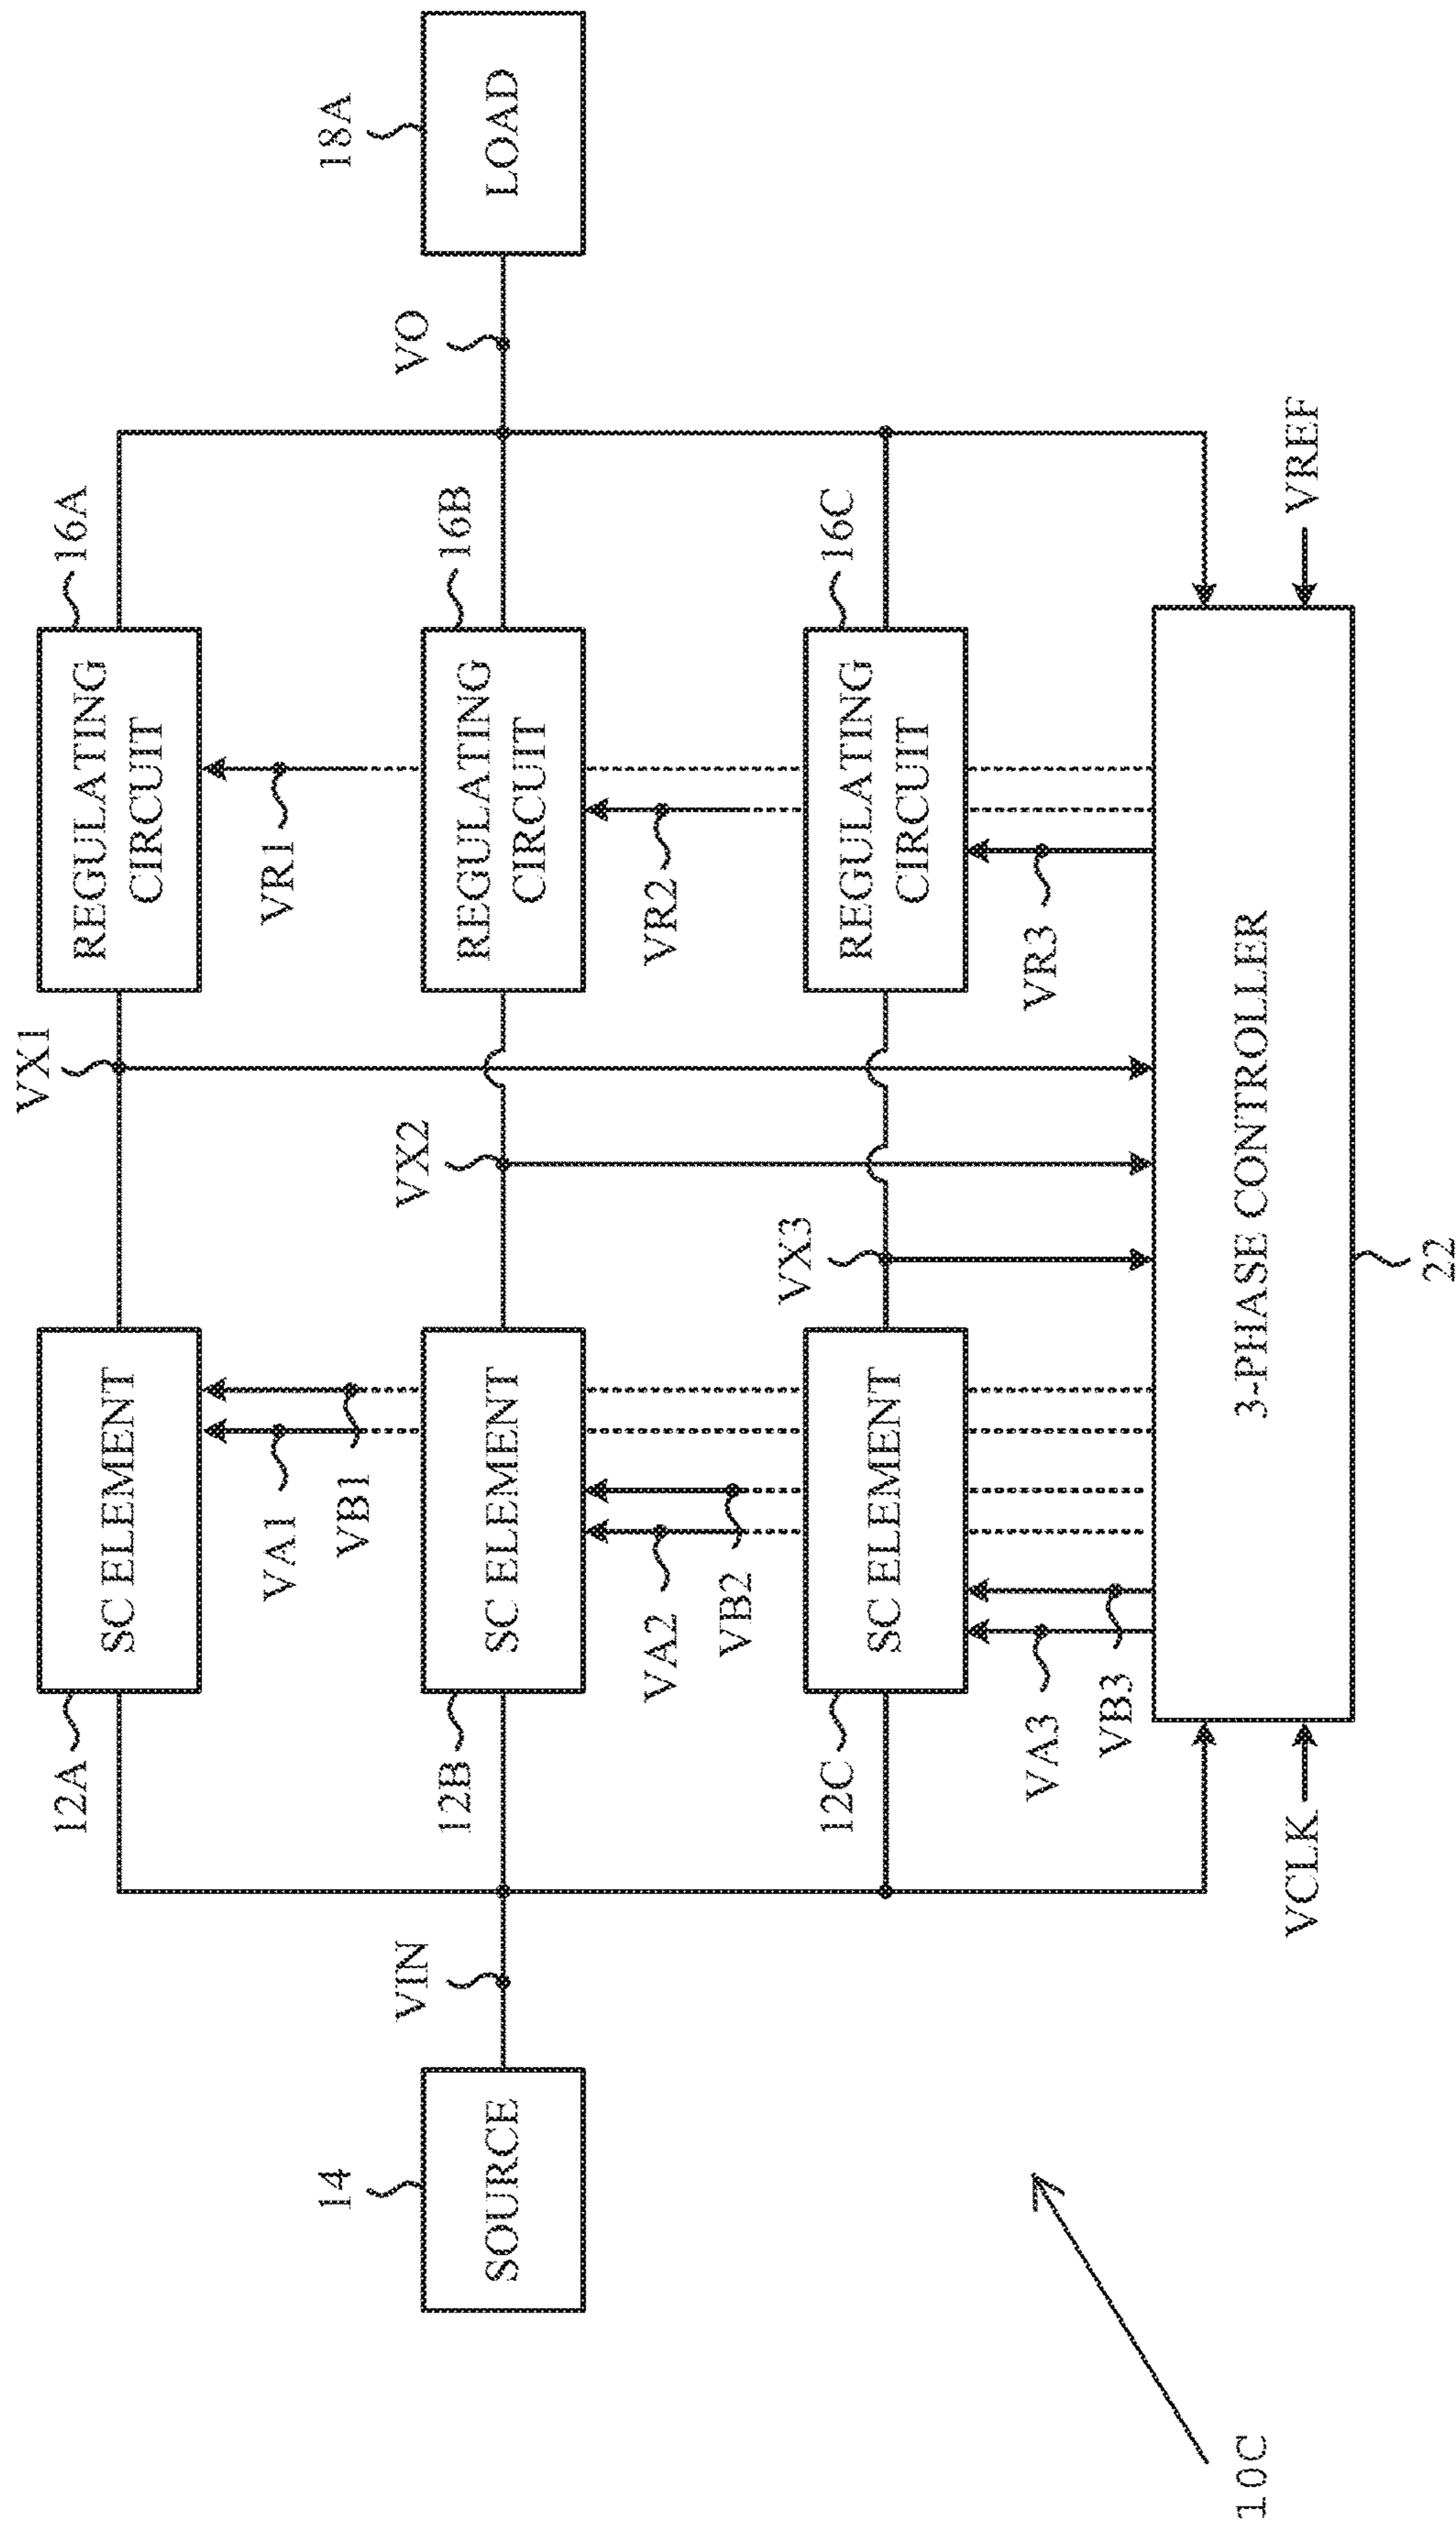 VX1
16A
12A
REGULATING
CIRCUIT
SC ELEMENT
VR1
VA1
VB1
18A
14
VIN
VX2
VO
12B
16B
SOURCE
SC ELEMENT
REGULATING
CIRCUIT
LOAD
VA2
VR2
VB2
VX3
12C
16C
SC ELEMENT
REGULATING
CIRCUIT
VA3
VR3
VB3
3-PHASE CONTROLLER
VCLK
VREF
22
10C